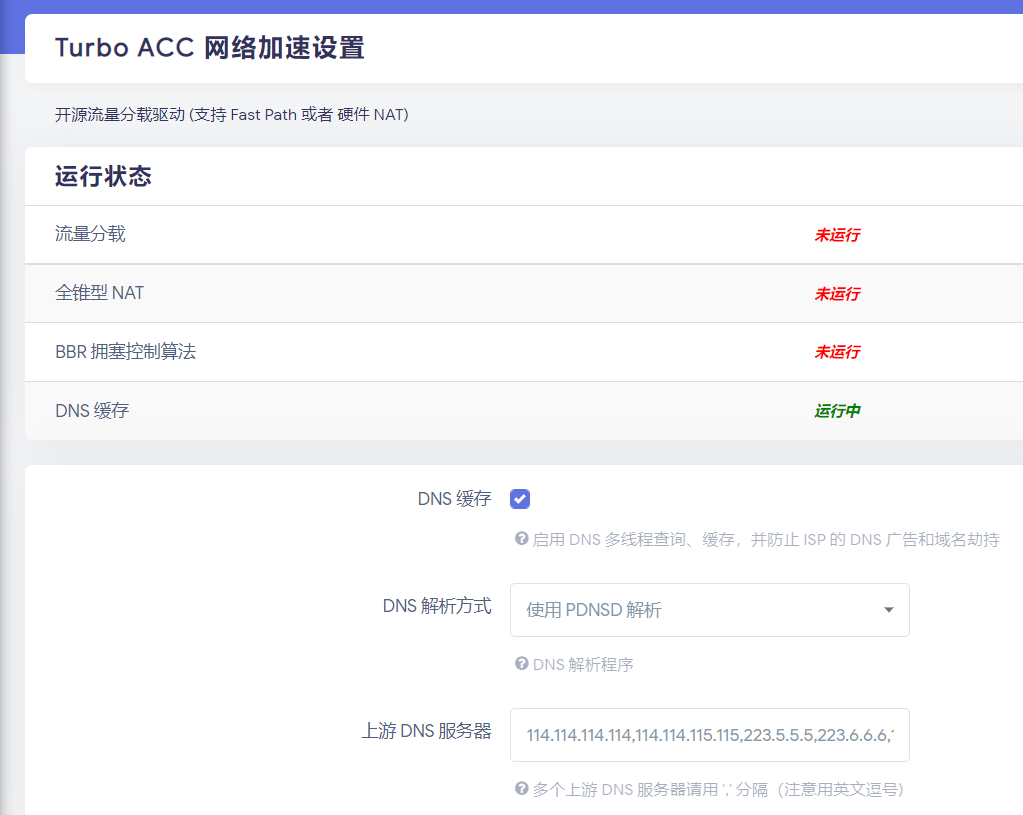 Turbo ACC 网络加速设置
开源流量分载驱动 (支持 Fast Path 或者 硬件 NAT)
运行状态
流量分载 未运行
全锥型 NAT 未运行
BBR 拥塞控制算法 未运行
DNS 缓存 运行中
DNS 缓存
启用 DNS 多线程查询、缓存，并防止 ISP 的 DNS 广告和域名劫持
DNS 解析方式 使用 PDNSD 解析
DNS 解析程序
上游 DNS 服务器 114.114.114.114,114.114.115.115,223.5.5.5,223.6.6.6,
多个上游 DNS 服务器请用 ',' 分隔（注意用英文逗号）